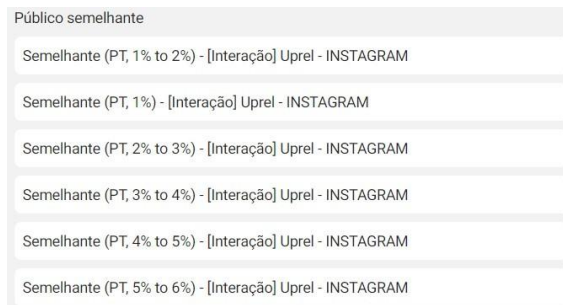 Público semelhante
Semelhante (PT, 1% to 2%) - [Interação] Uprel - INSTAGRAM
Semelhante (PT, 1%) - [Interação] Uprel - INSTAGRAM
Semelhante (PT, 2% to 3%) - [Interação] Uprel - INSTAGRAM
Semelhante (PT, 3% to 4%) - [Interação] Uprel - INSTAGRAM
Semelhante (PT, 4% to 5%) - [Interação] Uprel - INSTAGRAM
Semelhante (PT, 5% to 6%) - [Interação] Uprel - INSTAGRAM